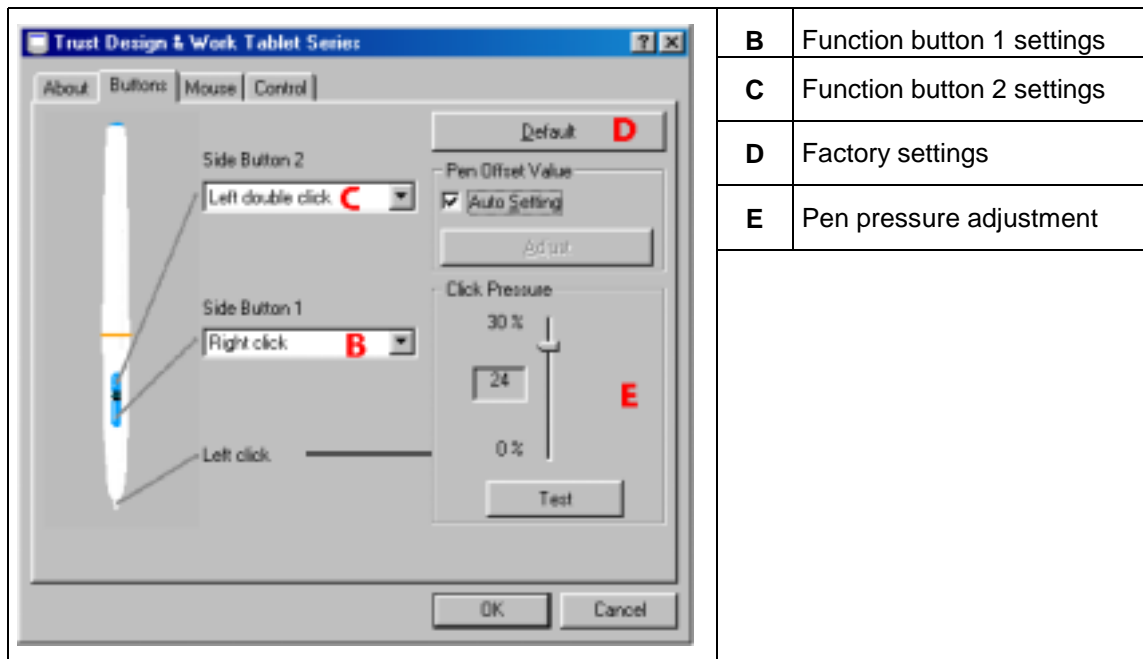 Trust Design & Work Tablet Series
About Buttons Mouse Control
Default D
Side Button 2
Left double click C
Pen Offset Value
Auto Setting
Adjust
Click Pressure
Side Button 1
Right click B
30 %
24
E
0 %
Left click
Test
OK Cancel
B Function button 1 settings
C Function button 2 settings
D Factory settings
E Pen pressure adjustment